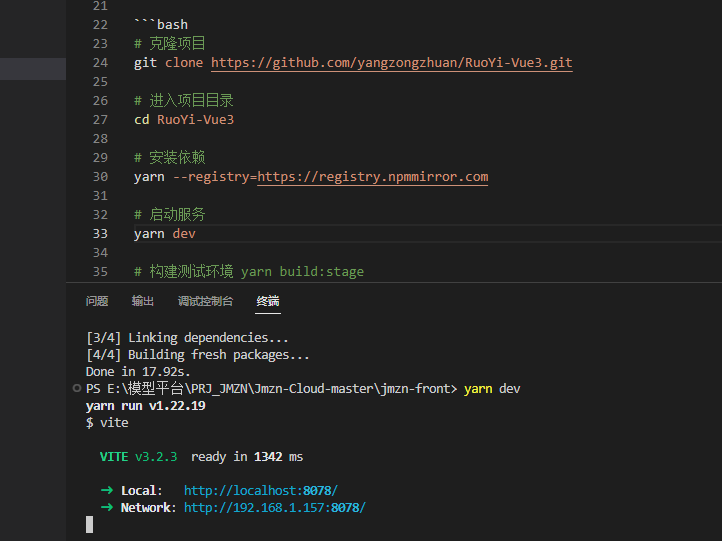 21
22 ```bash
23 # 克隆项目
24 git clone https://github.com/yangzongzhuan/RuoYi-Vue3.git
25
26 # 进入项目目录
27 cd RuoYi-Vue3
28
29 # 安装依赖
30 yarn --registry=https://registry.npmmirror.com
31
32 # 启动服务
33 yarn dev
34
35 # 构建测试环境 yarn build:stage
问题 输出 调试控制台 终端
[3/4] Linking dependencies...
[4/4] Building fresh packages...
Done in 17.92s.
PS E:\模型平台\PRJ_JMZN\Jmzn-Cloud-master\jmzn-front> yarn dev
yarn run v1.22.19
$ vite
VITE v3.2.3 ready in 1342 ms
➜ Local: http://localhost:8078/
➜ Network: http://192.168.1.157:8078/